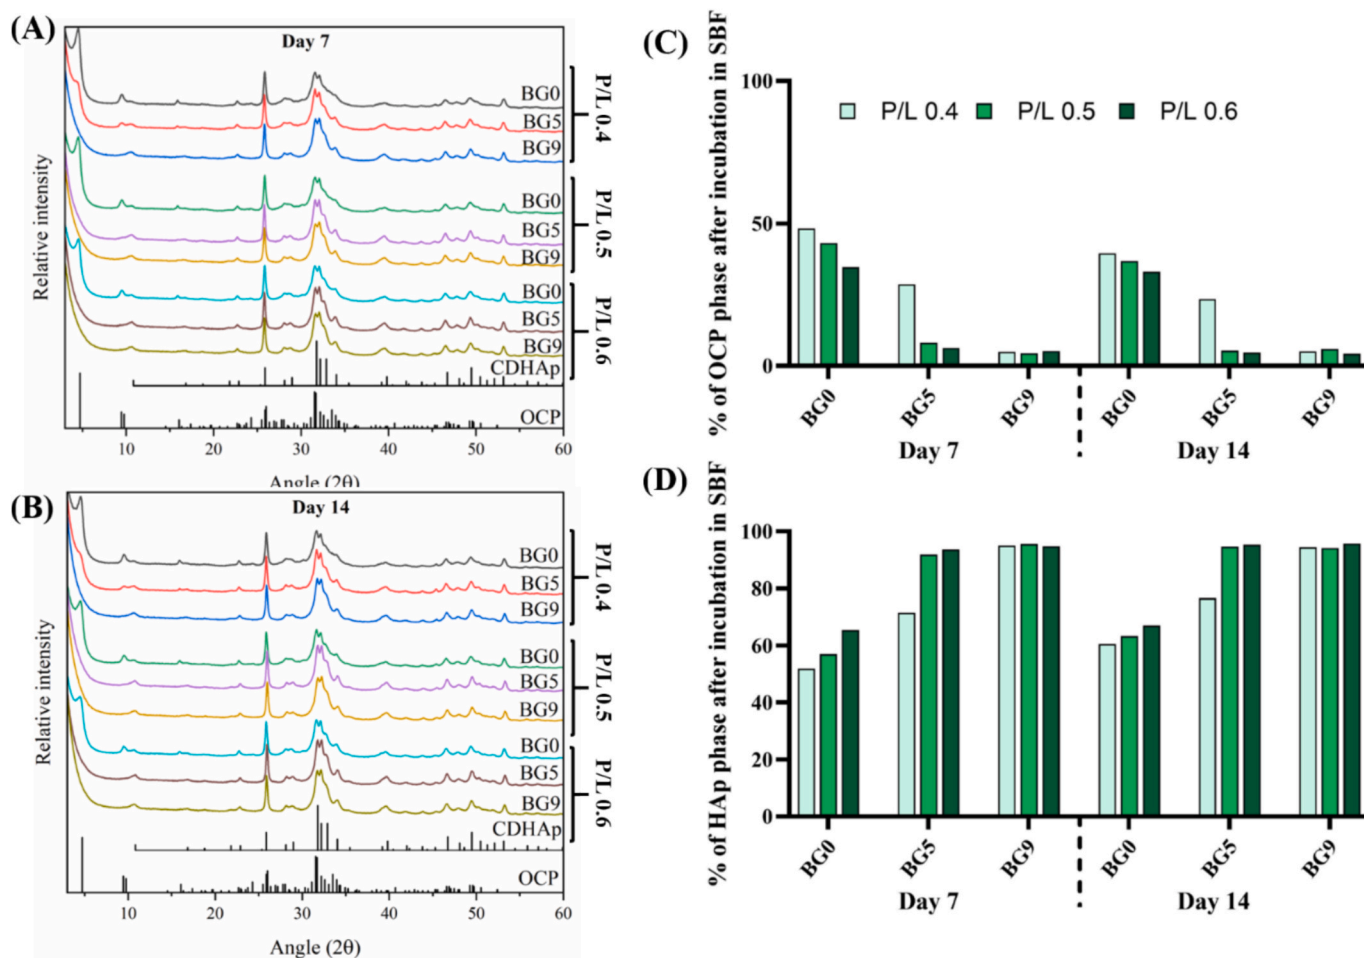 (A)
Day 7
BG0
BG5
BG9
P/L 0.4
BG0
BG5
BG9
P/L 0.5
BG0
BG5
BG9
P/L 0.6
CDHAp
OCP
Relative intensity
10 20 30 40 50 60
Angle (2θ)
(B)
Day 14
BG0
BG5
BG9
P/L 0.4
BG0
BG5
BG9
P/L 0.5
BG0
BG5
BG9
P/L 0.6
CDHAp
OCP
Relative intensity
10 20 30 40 50 60
Angle (2θ)
(C)
% of OCP phase after incubation in SBF
100
50
0
P/L 0.4 P/L 0.5 P/L 0.6
BG0 BG5 BG9 BG0 BG5 BG9
Day 7 Day 14
(D)
% of HAp phase after incubation in SBF
100
80
60
40
20
0
BG0 BG5 BG9 BG0 BG5 BG9
Day 7 Day 14